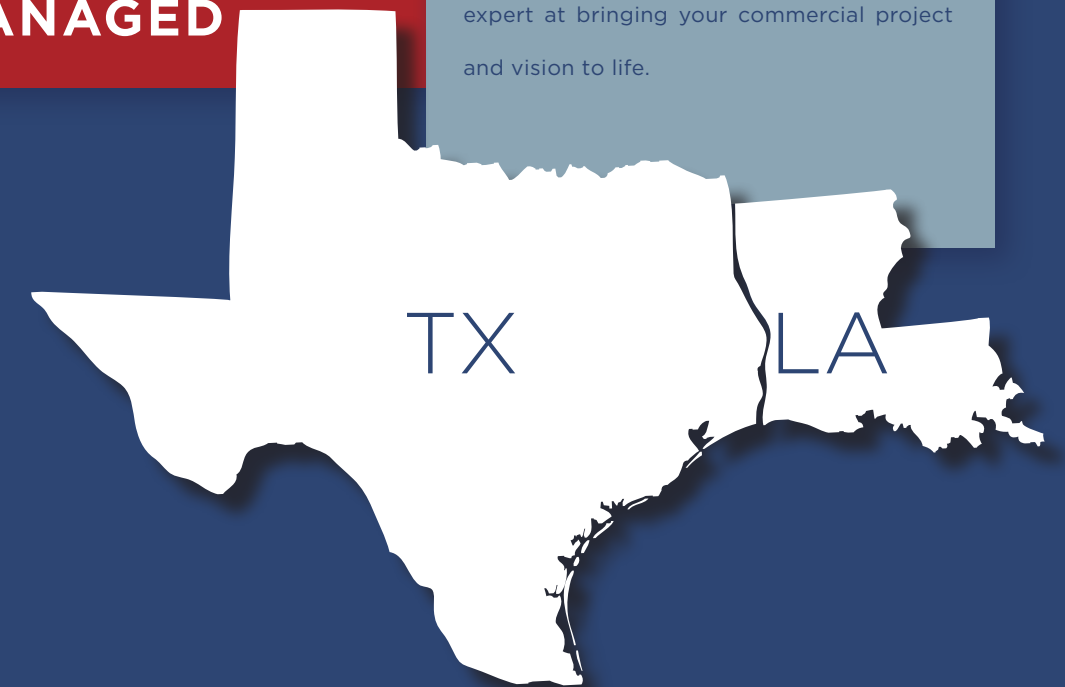 ANAGED
expert at bringing your commercial project
and vision to life.
TX LA